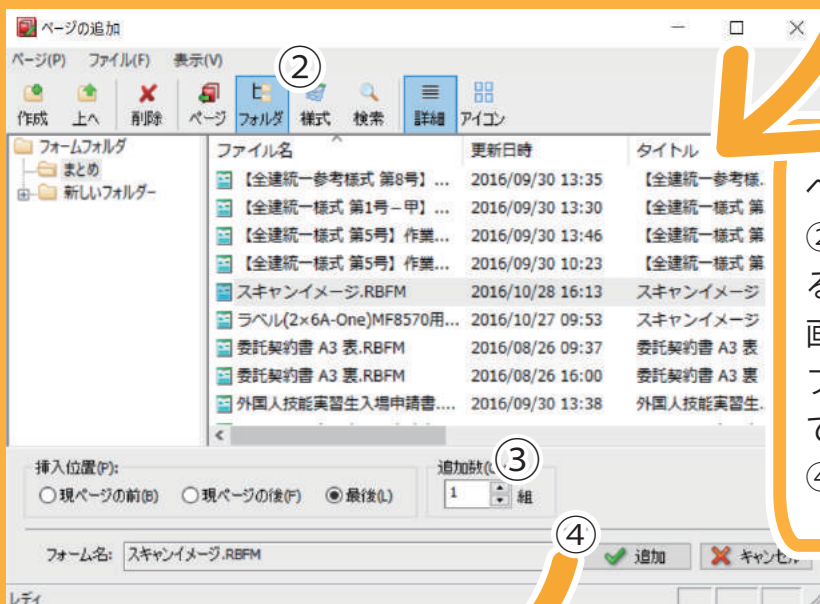 ページの追加
ページ(P) ファイル(F) 表示(V)
②
作成 上へ 削除 ページ フォルダ 様式 検索 詳細 アイコン
フォームフォルダ
まとめ
新しいフォルダー
ファイル名 更新日時 タイトル
【全建統一参考様式 第8号】... 2016/09/30 13:35 【全建統一参考様.
【全建統一様式 第1号－甲】... 2016/09/30 13:30 【全建統一様式 第
【全建統一様式 第5号】作業... 2016/09/30 13:46 【全建統一様式 第
【全建統一様式 第5号】作業... 2016/09/30 10:23 【全建統一様式 第
スキャンイメージ.RBFM 2016/10/28 16:13 スキャンイメージ
ラベル(2×6A-One)MF8570用... 2016/10/27 09:53 スキャンイメージ
委託契約書 A3 表.RBFM 2016/08/26 09:37 委託契約書 A3 表
委託契約書 A3 裏.RBFM 2016/08/26 16:00 委託契約書 A3 裏
外国人技能実習生入場申請書.... 2016/09/30 13:38 外国人技能実習生.
挿入位置(P):
現ページの前(B) 現ページの後(F) 最後(L)
追加数( ③
1 組
④
フォーム名: スキャンイメージ.RBFM 追加 キャンセル
レディ
②
る
画
て
④